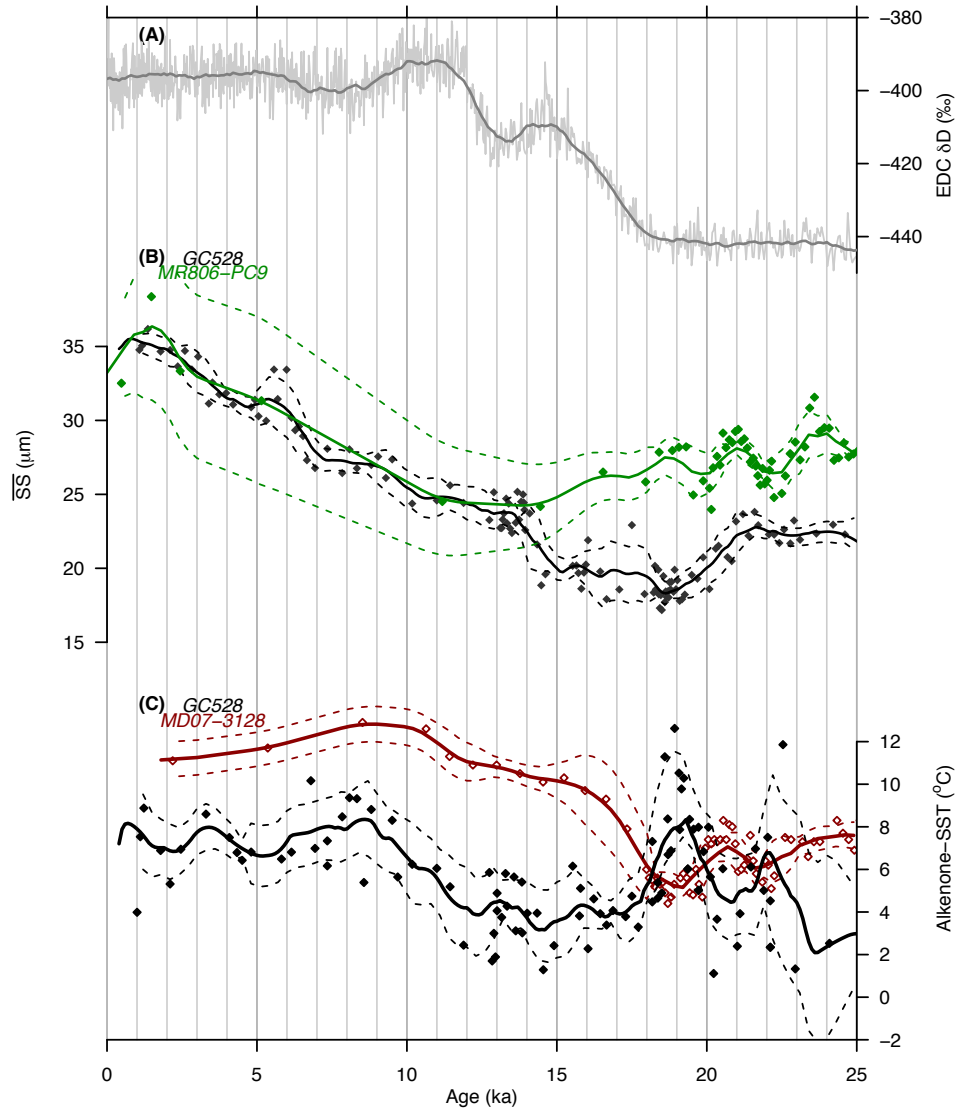 (A)
−380
−400
−420
−440
EDC δD (‰)
(B)
GC528
MR806−PC9
35
30
25
20
15
SS (μm)
(C)
GC528
MD07−3128
12
10
8
6
4
2
0
−2
Alkenone−SST (°C)
0 5 10 15 20 25
Age (ka)